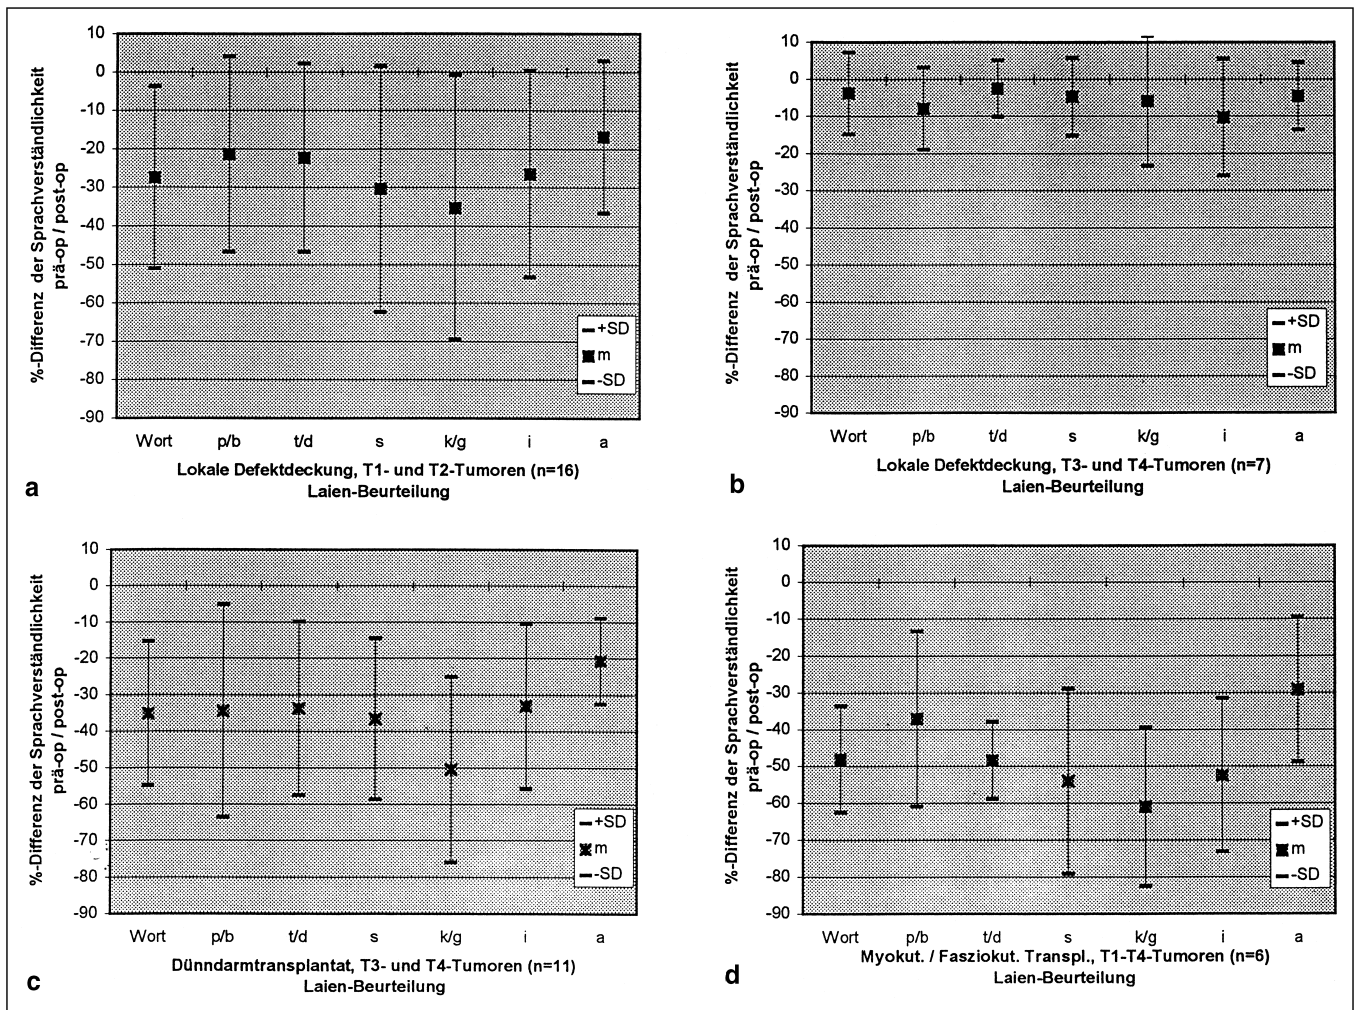 %-Differenz der Sprachverständlichkeit
prä-op / post-op
10
0
-10
-20
-30
-40
-50
-60
-70
-80
-90
+SD
m
-SD
Wort p/b t/d s k/g i a
Lokale Defektdeckung, T1- und T2-Tumoren (n=16)
Laien-Beurteilung
a
%-Differenz der Sprachverständlichkeit
prä-op / post-op
10
0
-10
-20
-30
-40
-50
-60
-70
-80
-90
+SD
m
-SD
Wort p/b t/d s k/g i a
Lokale Defektdeckung, T3- und T4-Tumoren (n=7)
Laien-Beurteilung
b
%-Differenz der Sprachverständlichkeit
prä-op / post-op
10
0
-10
-20
-30
-40
-50
-60
-70
-80
-90
+SD
m
-SD
Wort p/b t/d s k/g i a
Dünndarmtransplantat, T3- und T4-Tumoren (n=11)
Laien-Beurteilung
c
%-Differenz der Sprachverständlichkeit
prä-op / post-op
10
0
-10
-20
-30
-40
-50
-60
-70
-80
-90
+SD
m
-SD
Wort p/b t/d s k/g i a
Myokut. / Fasziokut. Transpl., T1-T4-Tumoren (n=6)
Laien-Beurteilung
d